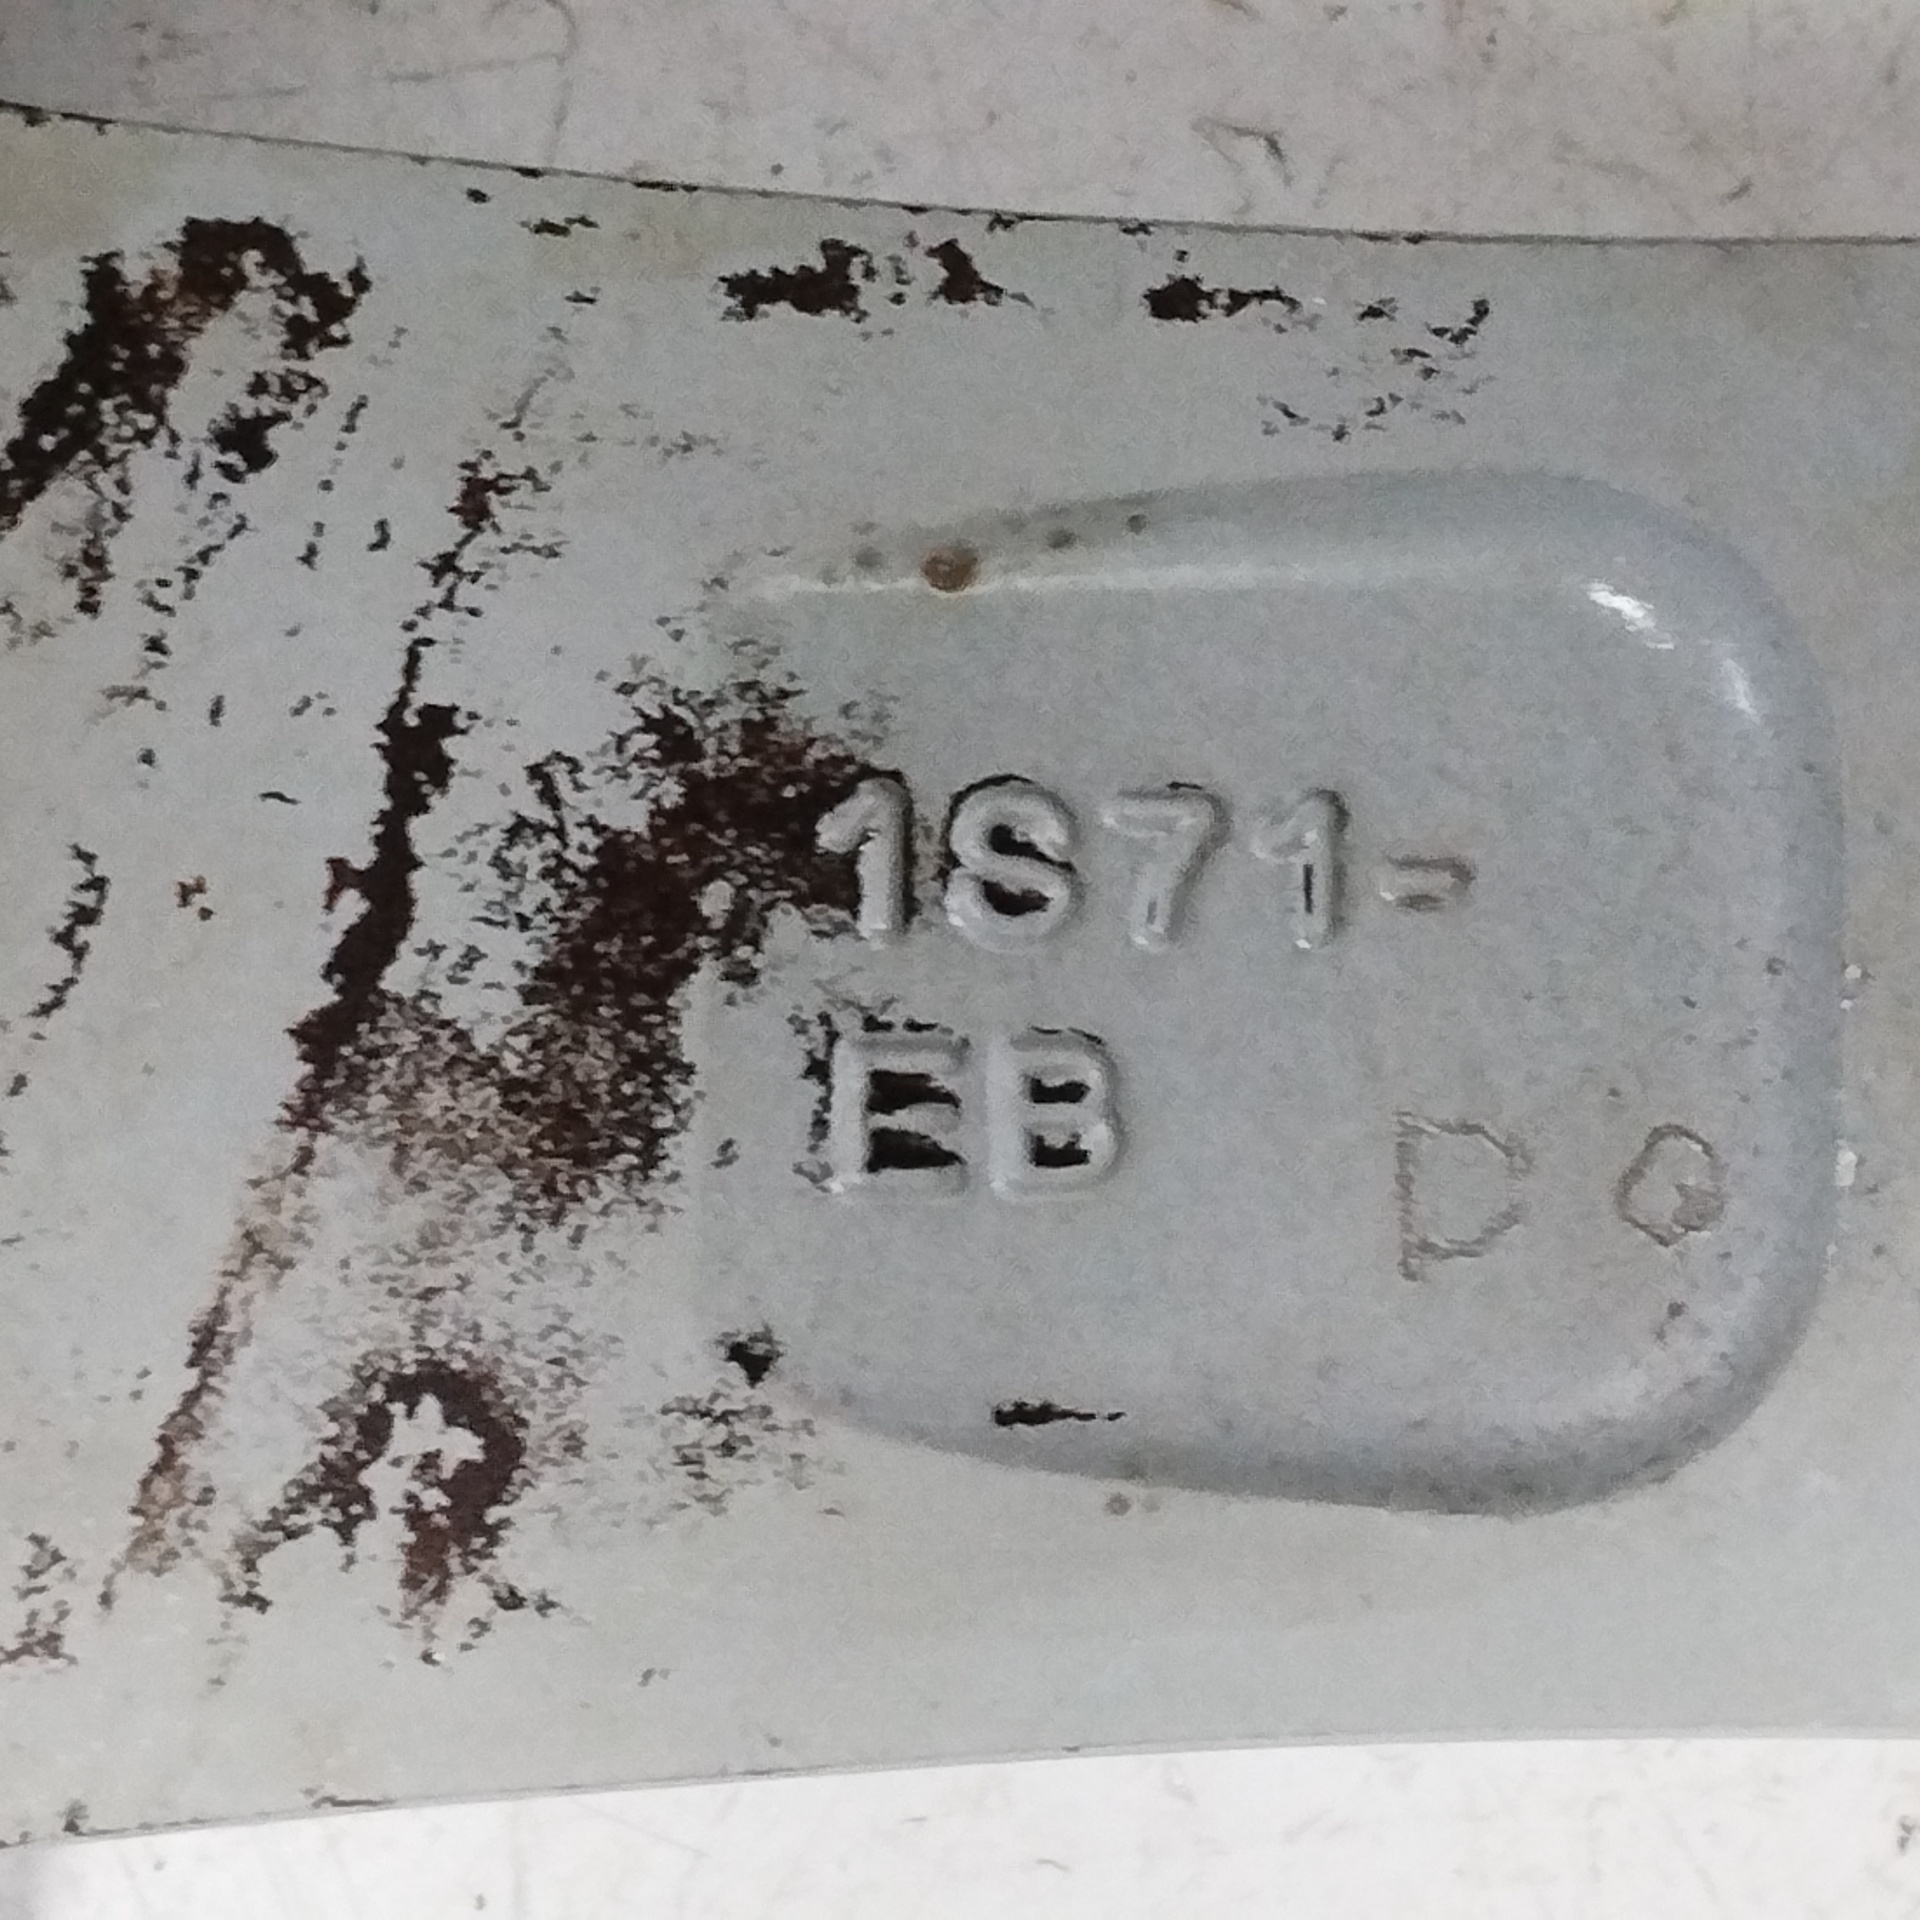 1S71-
EB
D Q